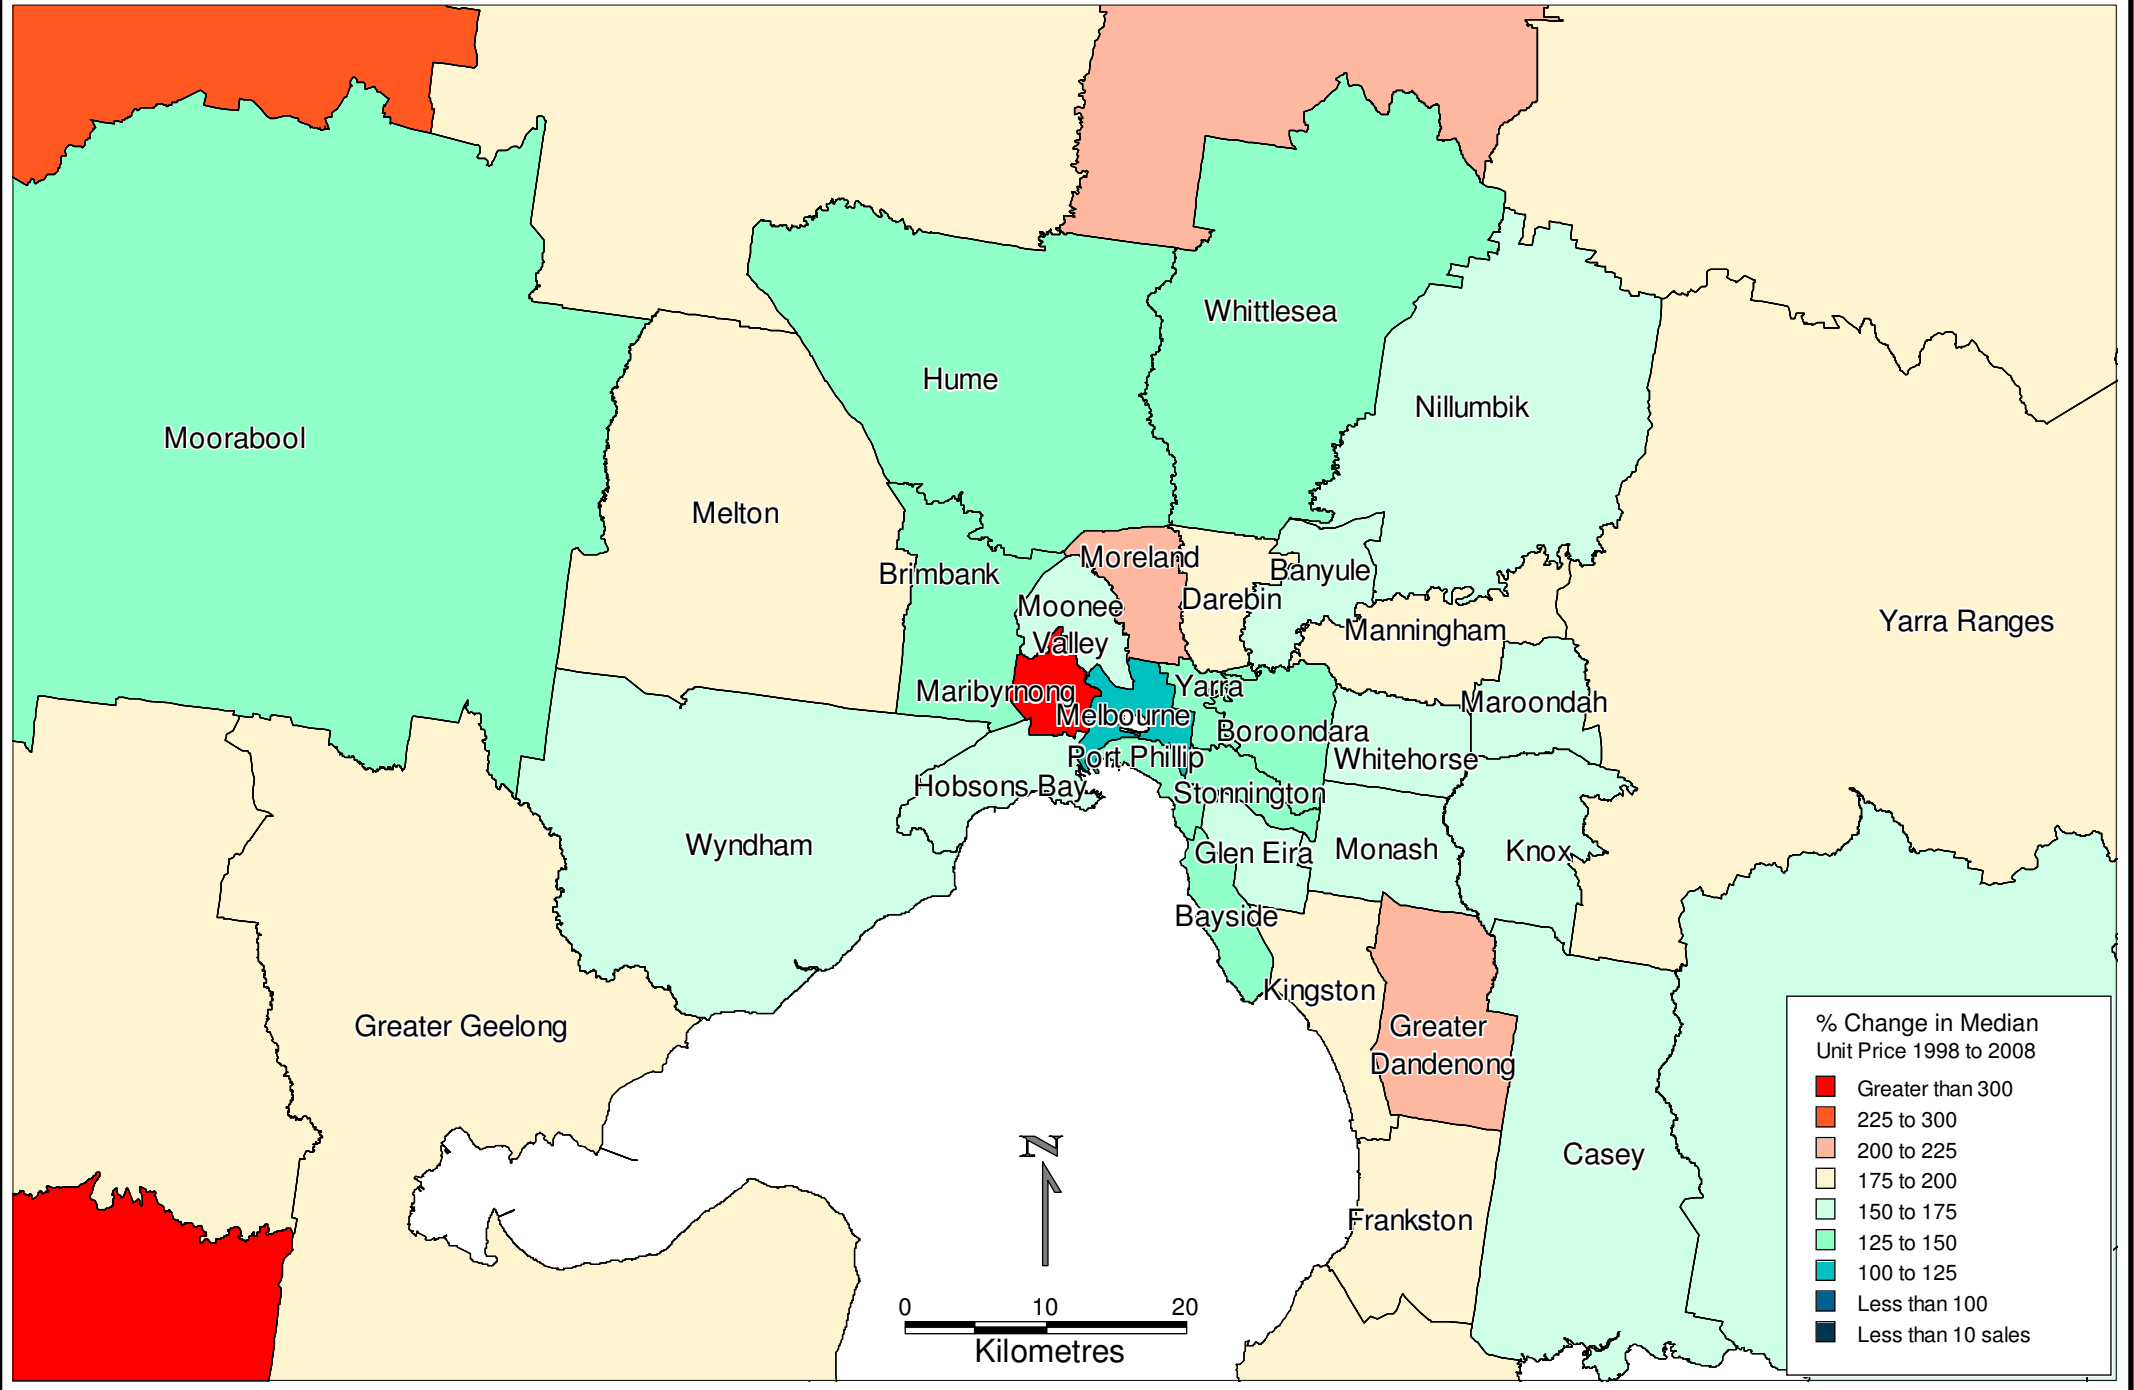 Whittlesea
Hume
Nillumbik
Moorabool
Melton
Moreland
Brimbank
Banyule
Darebin
Moonee
Valley
Yarra Ranges
Manningham
Maribyrnong
Yarra
Maroondah
Melbourne
Boroondara
Port Phillip
Whitehorse
Hobsons Bay
Stonnington
Wyndham
Glen Eira
Monash
Knox
Bayside
Kingston
Greater Geelong
Greater
Dandenong
Casey
Frankston
N
0 10 20
Kilometres
% Change in Median
Unit Price 1998 to 2008
Greater than 300
225 to 300
200 to 225
175 to 200
150 to 175
125 to 150
100 to 125
Less than 100
Less than 10 sales